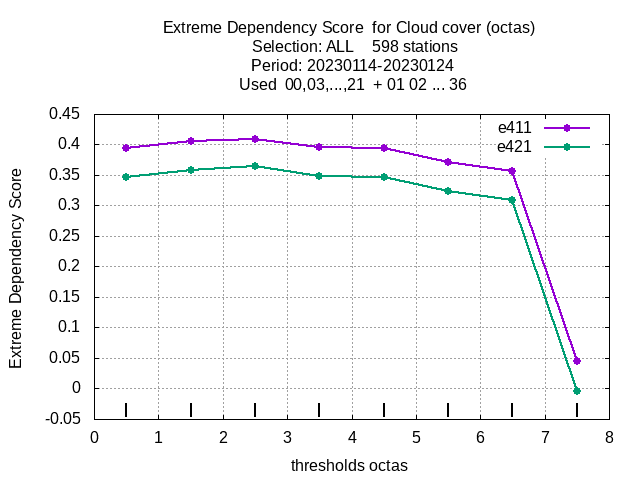 Extreme Dependency Score  for Cloud cover (octas)
Selection: ALL    598 stations
Period: 20230114-20230124
Used  00,03,...,21  + 01 02 ... 36
e411
e421
0.45
0.4
0.35
0.3
0.25
0.2
0.15
0.1
0.05
0
-0.05
Extreme Dependency Score
0 1 2 3 4 5 6 7 8
thresholds octas